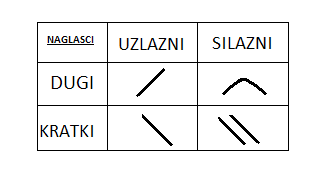 NAGLASCI UZLAZNI SILAZNI
DUGI /  ̑
KRATKI \ \\